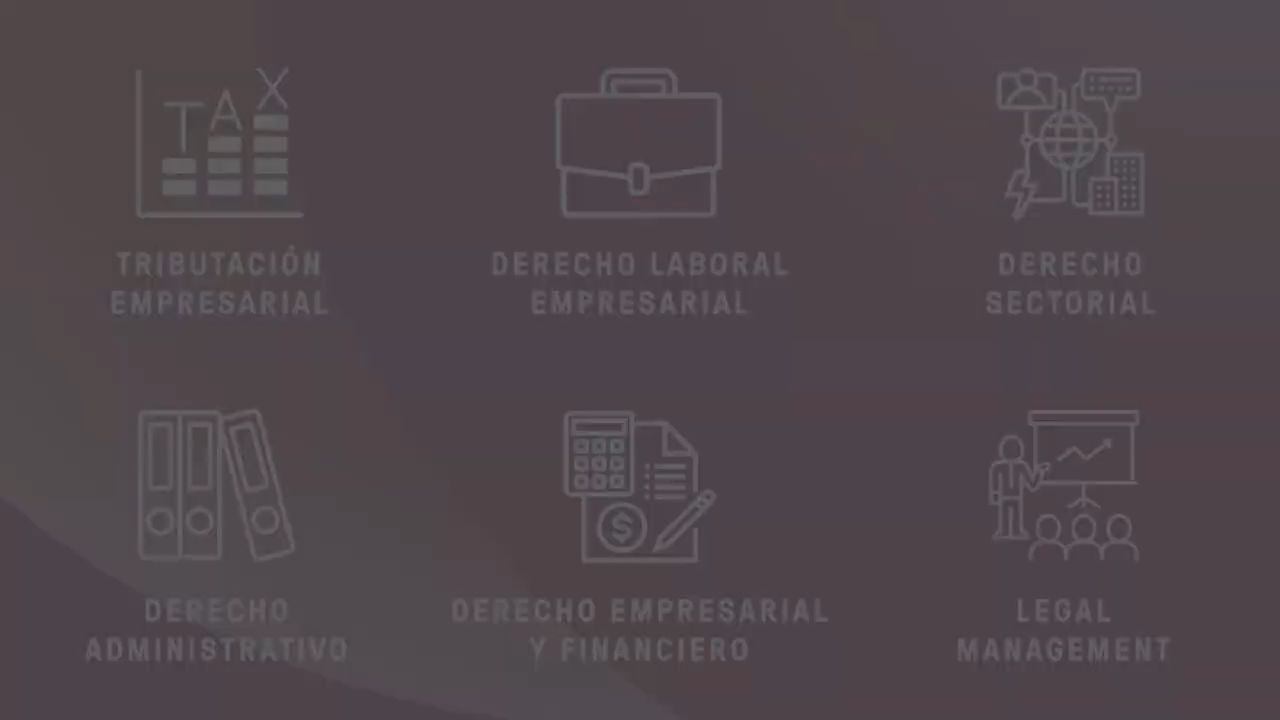 TAX
TRIBUTACIÓN
EMPRESARIAL
DERECHO LABORAL
EMPRESARIAL
DERECHO
SECTORIAL
$
DERECHO
ADMINISTRATIVO
DERECHO EMPRESARIAL
Y FINANCIERO
LEGAL
MANAGEMENT